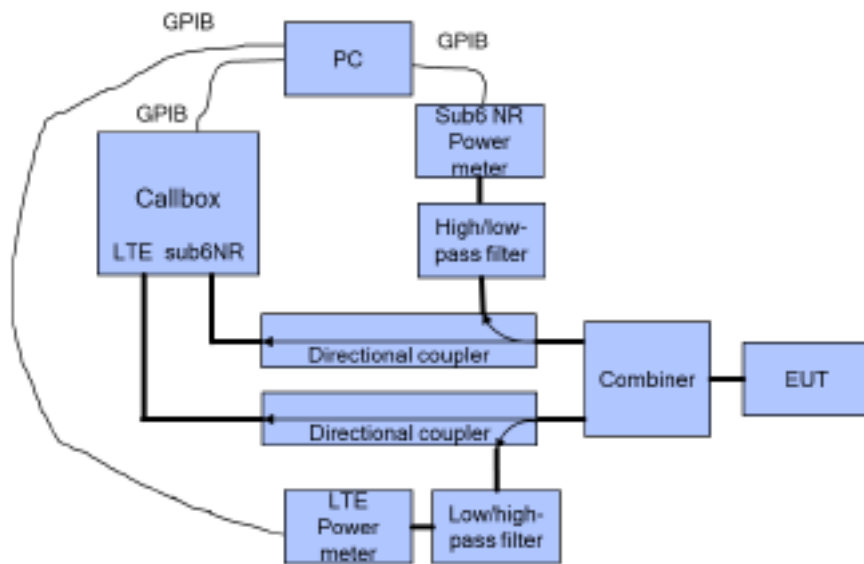 GPIB
PC
GPIB
GPIB
Sub6 NR
Power
meter
Callbox
LTE sub6NR
High/low-
pass filter
Directional coupler
Combiner
EUT
Directional coupler
LTE
Power
meter
Low/high-
pass filter